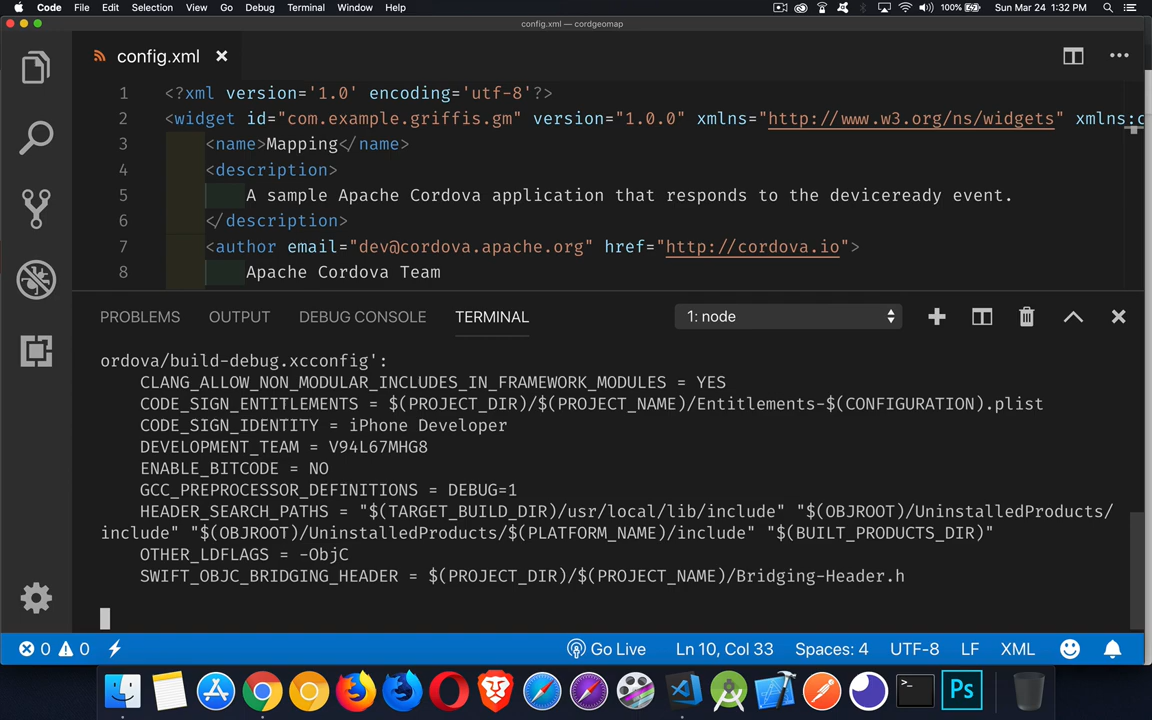 Code File Edit Selection View Go Debug Terminal Window Help 100% Sun Mar 24 1:32 PM
config.xml — cordgeomap
config.xml
1 <?xml version='1.0' encoding='utf-8'?>
2 <widget id="com.example.griffis.gm" version="1.0.0" xmlns="http://www.w3.org/ns/widgets" xmlns:c
3 <name>Mapping</name>
4 <description>
5 A sample Apache Cordova application that responds to the deviceready event.
6 </description>
7 <author email="dev@cordova.apache.org" href="http://cordova.io">
8 Apache Cordova Team
PROBLEMS OUTPUT DEBUG CONSOLE TERMINAL 1: node
ordova/build-debug.xcconfig':
CLANG_ALLOW_NON_MODULAR_INCLUDES_IN_FRAMEWORK_MODULES = YES
CODE_SIGN_ENTITLEMENTS = $(PROJECT_DIR)/$(PROJECT_NAME)/Entitlements-$(CONFIGURATION).plist
CODE_SIGN_IDENTITY = iPhone Developer
DEVELOPMENT_TEAM = V94L67MHG8
ENABLE_BITCODE = NO
GCC_PREPROCESSOR_DEFINITIONS = DEBUG=1
HEADER_SEARCH_PATHS = "$(TARGET_BUILD_DIR)/usr/local/lib/include" "$(OBJROOT)/UninstalledProducts/
include" "$(OBJROOT)/UninstalledProducts/$(PLATFORM_NAME)/include" "$(BUILT_PRODUCTS_DIR)"
OTHER_LDFLAGS = -ObjC
SWIFT_OBJC_BRIDGING_HEADER = $(PROJECT_DIR)/$(PROJECT_NAME)/Bridging-Header.h
0 0 Go Live Ln 10, Col 33 Spaces: 4 UTF-8 LF XML
>_ Ps